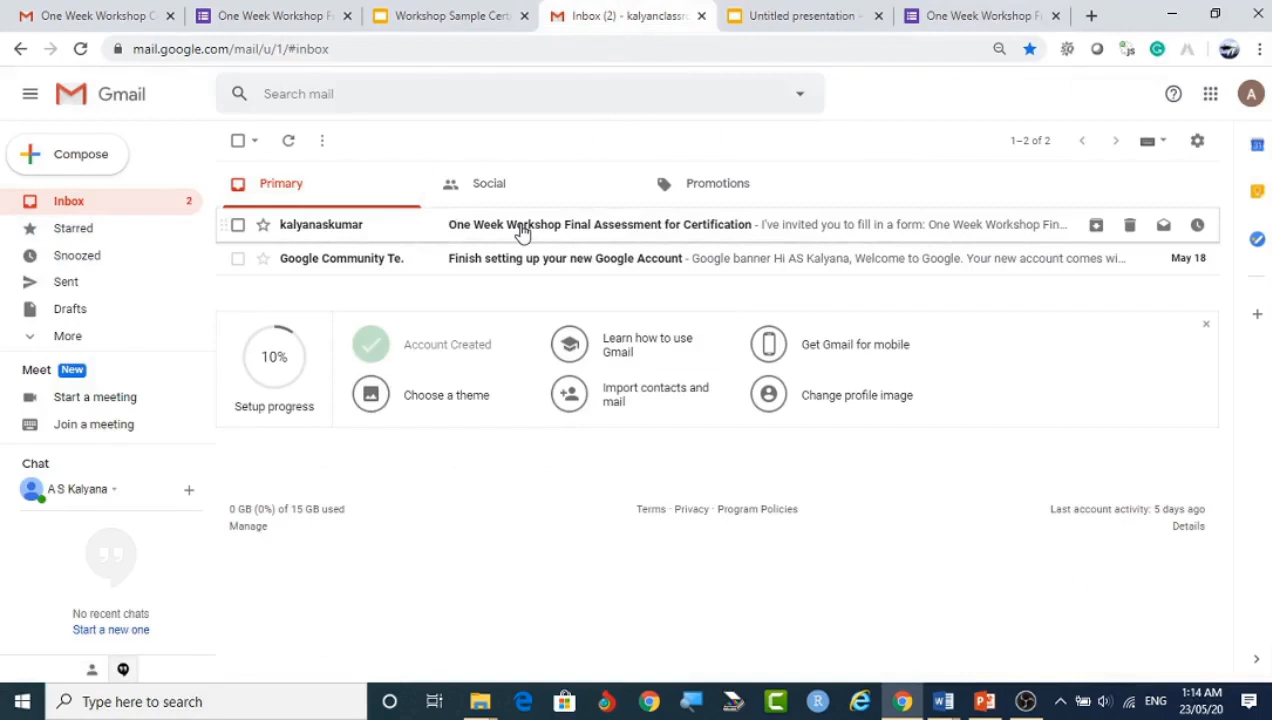 One Week Workshop C
One Week Workshop F
Workshop Sample Cert
Inbox (2) - kalyanclassr
Untitled presentation -
One Week Workshop F
mail.google.com/mail/u/1/#inbox
Gmail
Search mail
A
Compose
1–2 of 2
Primary
Social
Promotions
Inbox 2
kalyanaskumar One Week Workshop Final Assessment for Certification - I've invited you to fill in a form: One Week Workshop Fin...
Starred
Snoozed
Google Community Te. Finish setting up your new Google Account - Google banner Hi AS Kalyana, Welcome to Google. Your new account comes wi... May 18
Sent
Drafts
More
10%
Setup progress
Account Created
Learn how to use
Gmail
Get Gmail for mobile
Choose a theme
Import contacts and
mail
Change profile image
Meet New
Start a meeting
Join a meeting
Chat
A S Kalyana
No recent chats
Start a new one
0 GB (0%) of 15 GB used
Manage
Terms · Privacy · Program Policies
Last account activity: 5 days ago
Details
Type here to search
ENG
1:14 AM
23/05/20